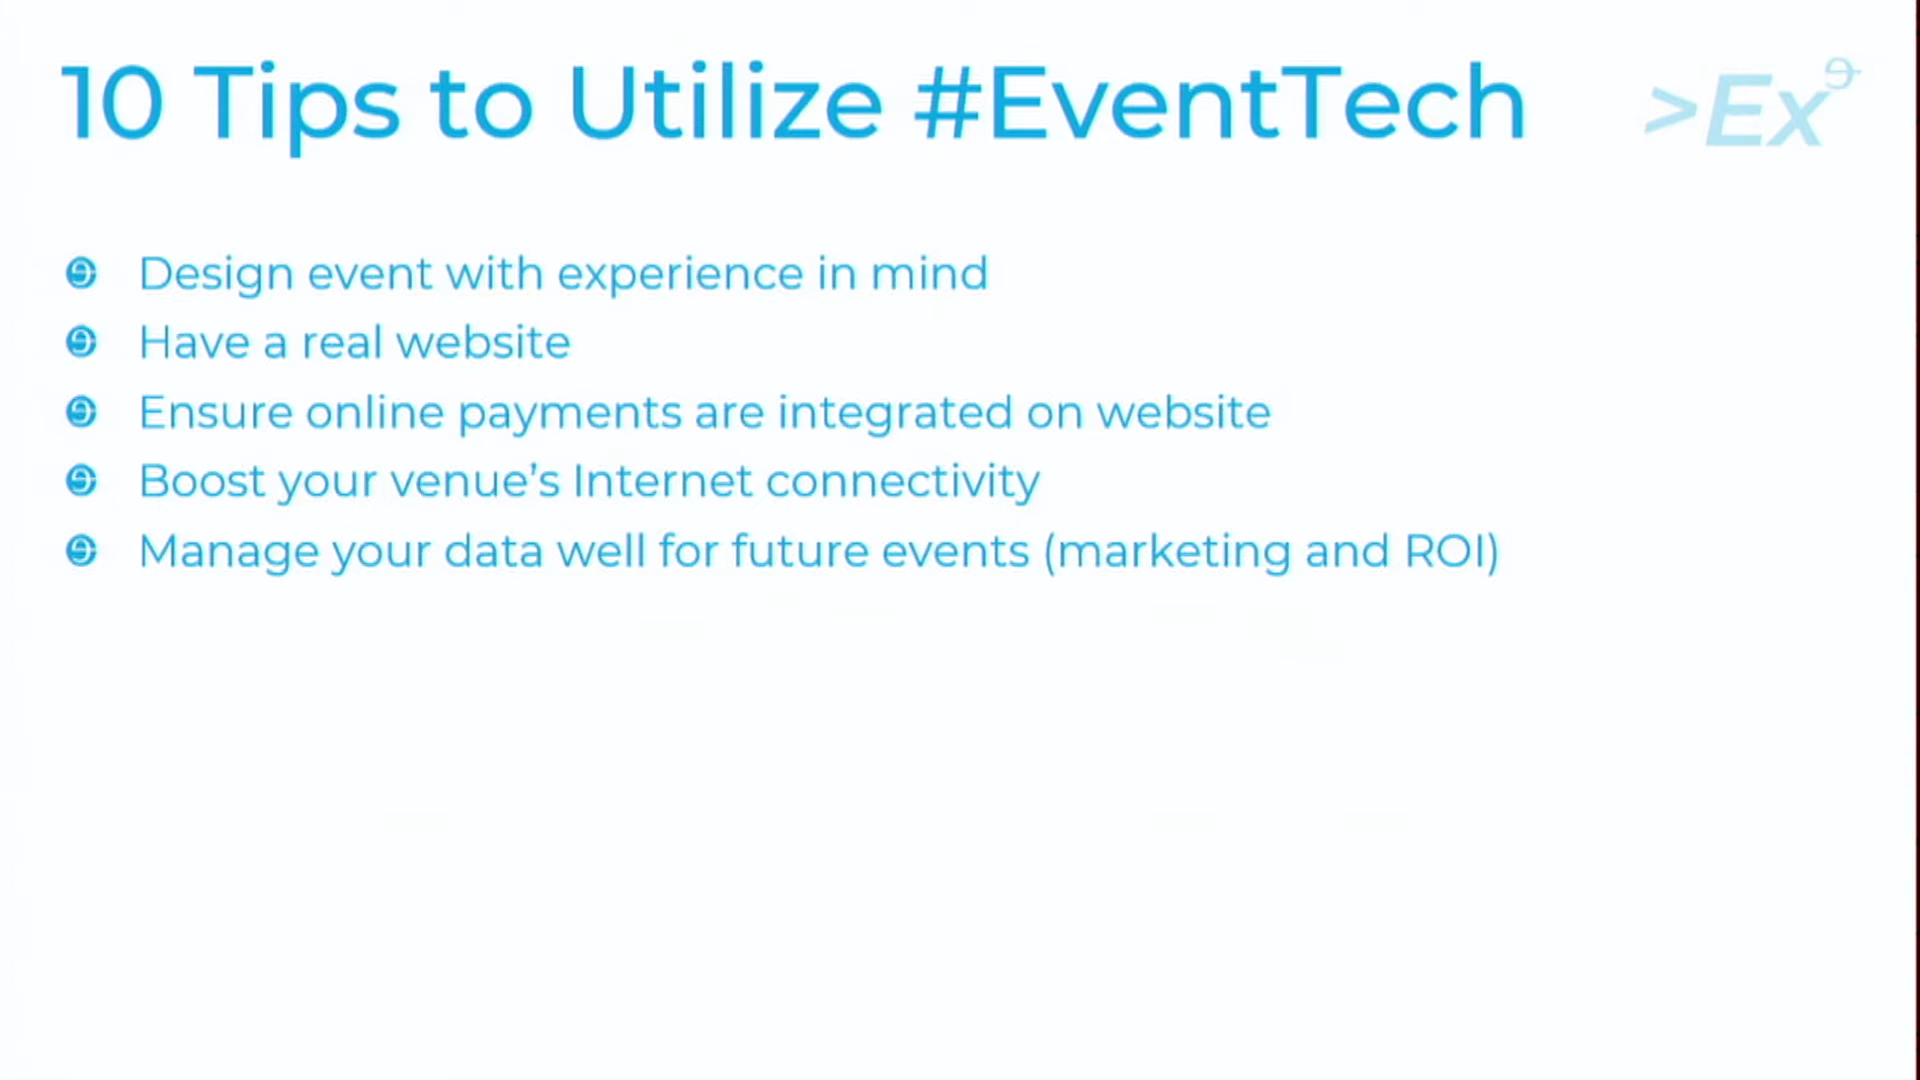 10 Tips to Utilize #EventTech
>Ex
Design event with experience in mind
Have a real website
Ensure online payments are integrated on website
Boost your venue’s Internet connectivity
Manage your data well for future events (marketing and ROI)